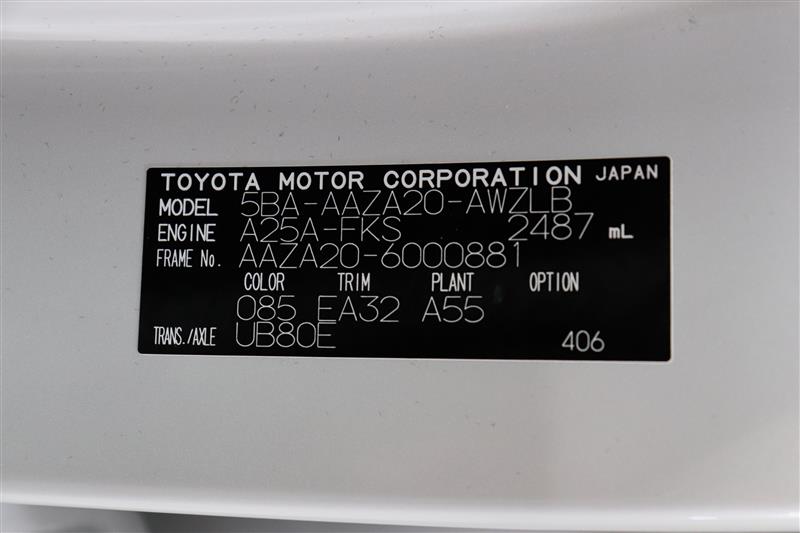 TOYOTA MOTOR CORPORATION JAPAN
MODEL 5BA-AAZA20-AWZLB
ENGINE A25A-FKS 2487 mL
FRAME No. AAZA20-6000881
COLOR TRIM PLANT OPTION
085 EA32 A55
TRANS./AXLE UB80E 406